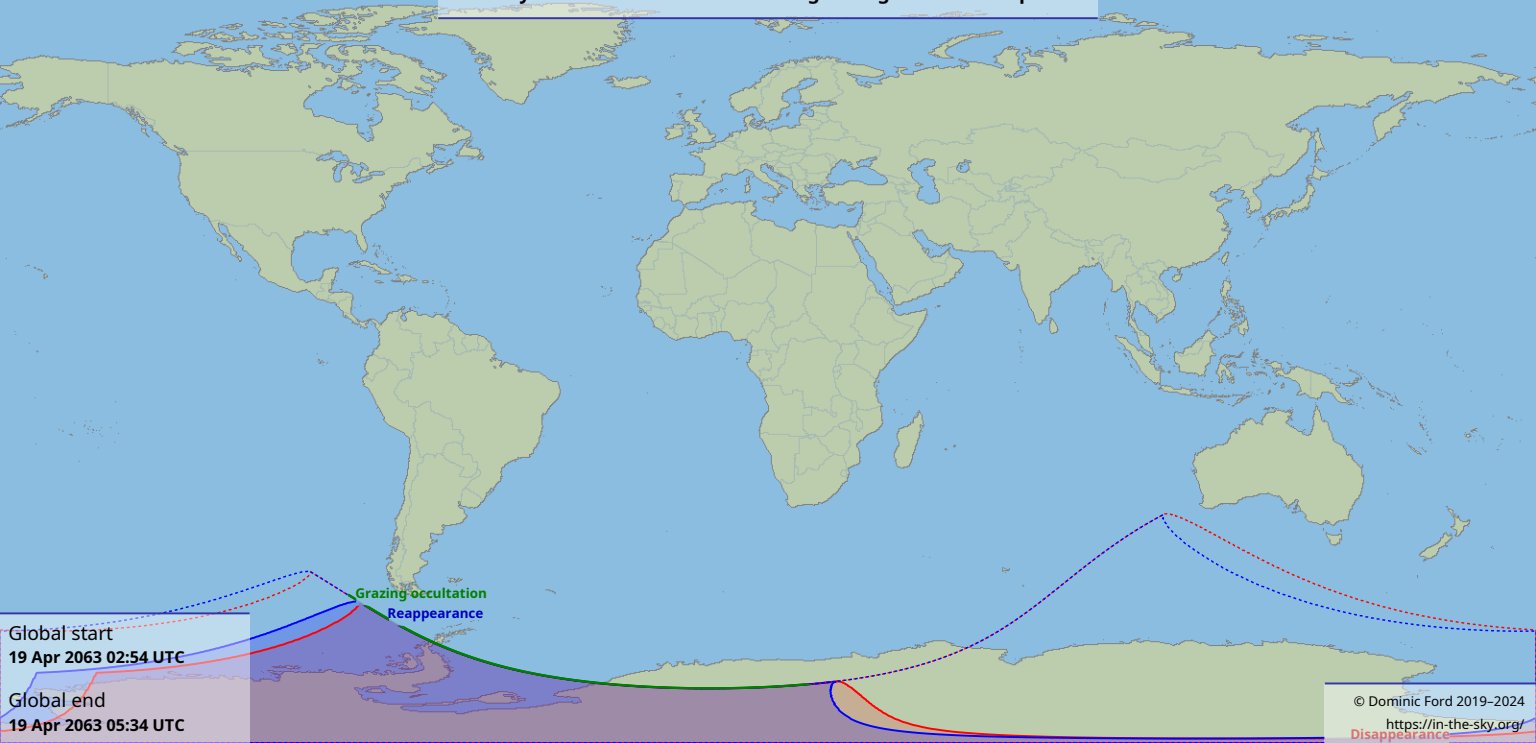 Grazing occultation
Reappearance
Global start
19 Apr 2063 02:54 UTC
Global end
19 Apr 2063 05:34 UTC
© Dominic Ford 2019–2024
https://in-the-sky.org/
Disappearance